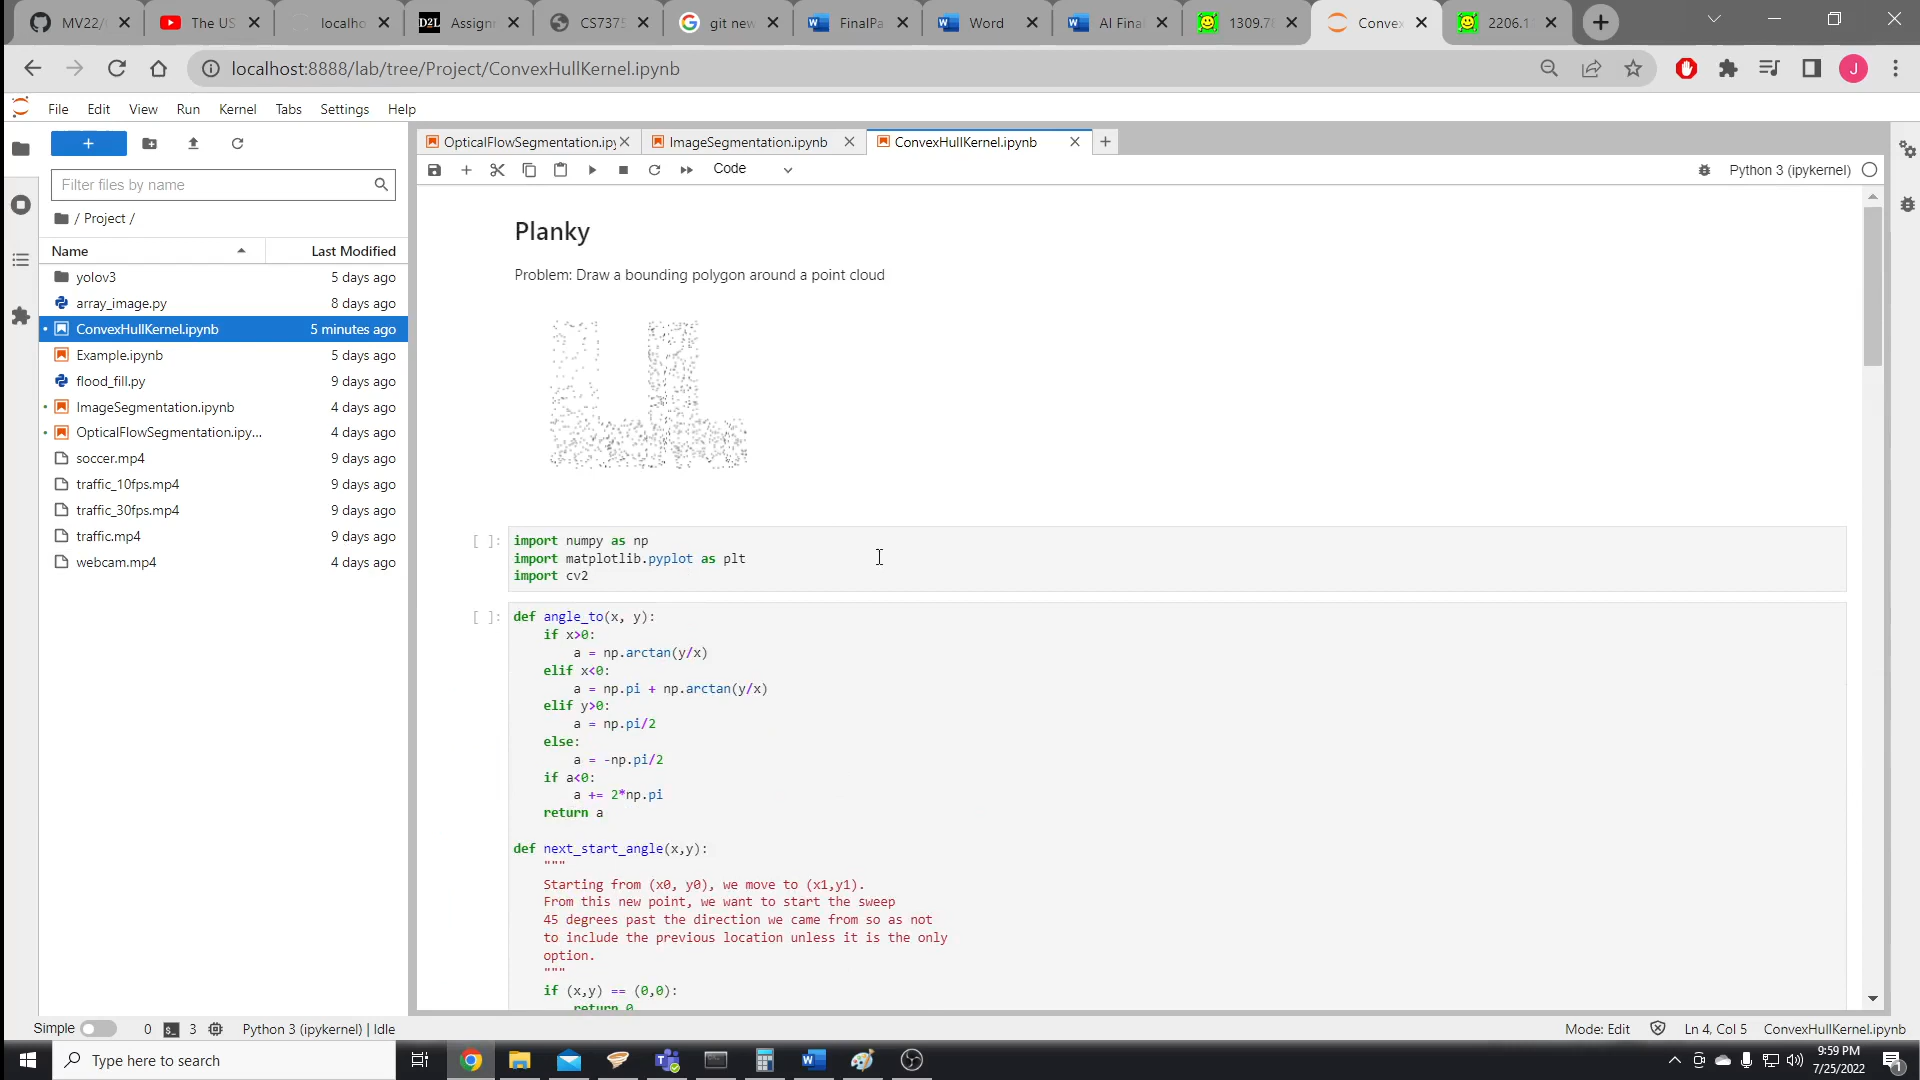 MV22/
The US
localho
D2L
Assignr
CS7375
git new
FinalPa
Word
AI Fina
1309.7
Convex
2206.1
localhost:8888/lab/tree/Project/ConvexHullKernel.ipynb
J
File Edit View Run Kernel Tabs Settings Help
OpticalFlowSegmentation.ipy
ImageSegmentation.ipynb
ConvexHullKernel.ipynb
Code
Python 3 (ipykernel)
Filter files by name
/ Project /
Name Last Modified
yolov3 5 days ago
array_image.py 8 days ago
ConvexHullKernel.ipynb 5 minutes ago
Example.ipynb 5 days ago
flood_fill.py 9 days ago
ImageSegmentation.ipynb 4 days ago
OpticalFlowSegmentation.ipy... 4 days ago
soccer.mp4 9 days ago
traffic_10fps.mp4 9 days ago
traffic_30fps.mp4 9 days ago
traffic.mp4 9 days ago
webcam.mp4 4 days ago
Planky
Problem: Draw a bounding polygon around a point cloud
[ ]: import numpy as np
import matplotlib.pyplot as plt
import cv2
[ ]: def angle_to(x, y):
if x>0:
a = np.arctan(y/x)
elif x<0:
a = np.pi + np.arctan(y/x)
elif y>0:
a = np.pi/2
else:
a = -np.pi/2
if a<0:
a += 2*np.pi
return a
def next_start_angle(x,y):
"""
Starting from (x0, y0), we move to (x1,y1).
From this new point, we want to start the sweep
45 degrees past the direction we came from so as not
to include the previous location unless it is the only
option.
"""
if (x,y) == (0,0):
return 0
Simple 0 3 Python 3 (ipykernel) | Idle
Mode: Edit Ln 4, Col 5 ConvexHullKernel.ipynb
Type here to search
9:59 PM
7/25/2022
1